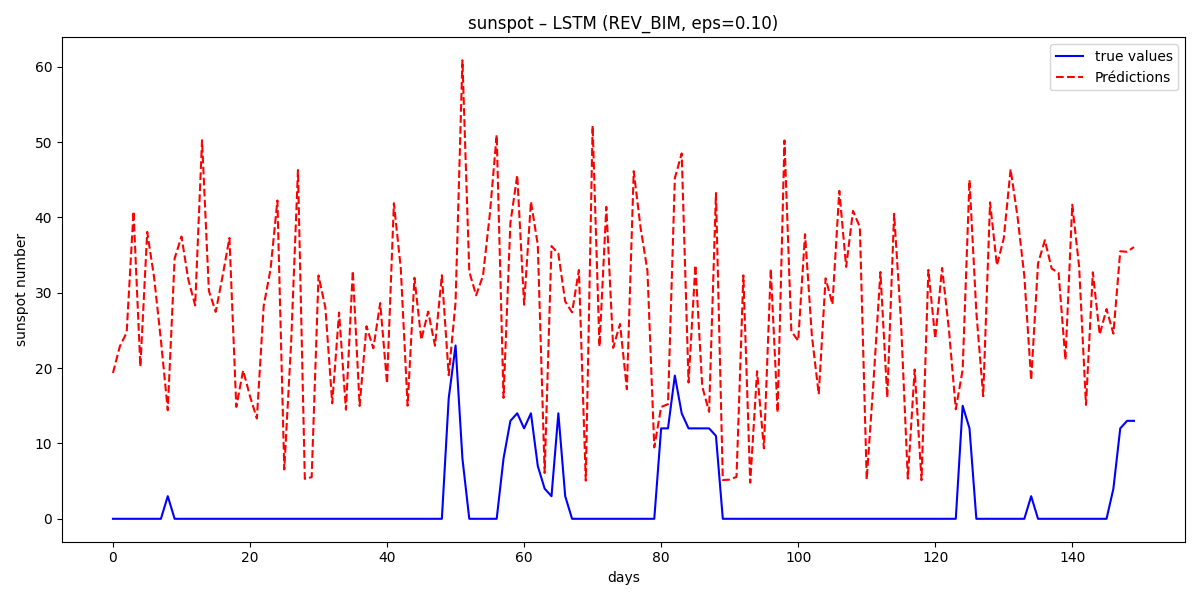 sunspot – LSTM (REV_BIM, eps=0.10)
true values
Prédictions
sunspot number
60
50
40
30
20
10
0
0 20 40 60 80 100 120 140
days